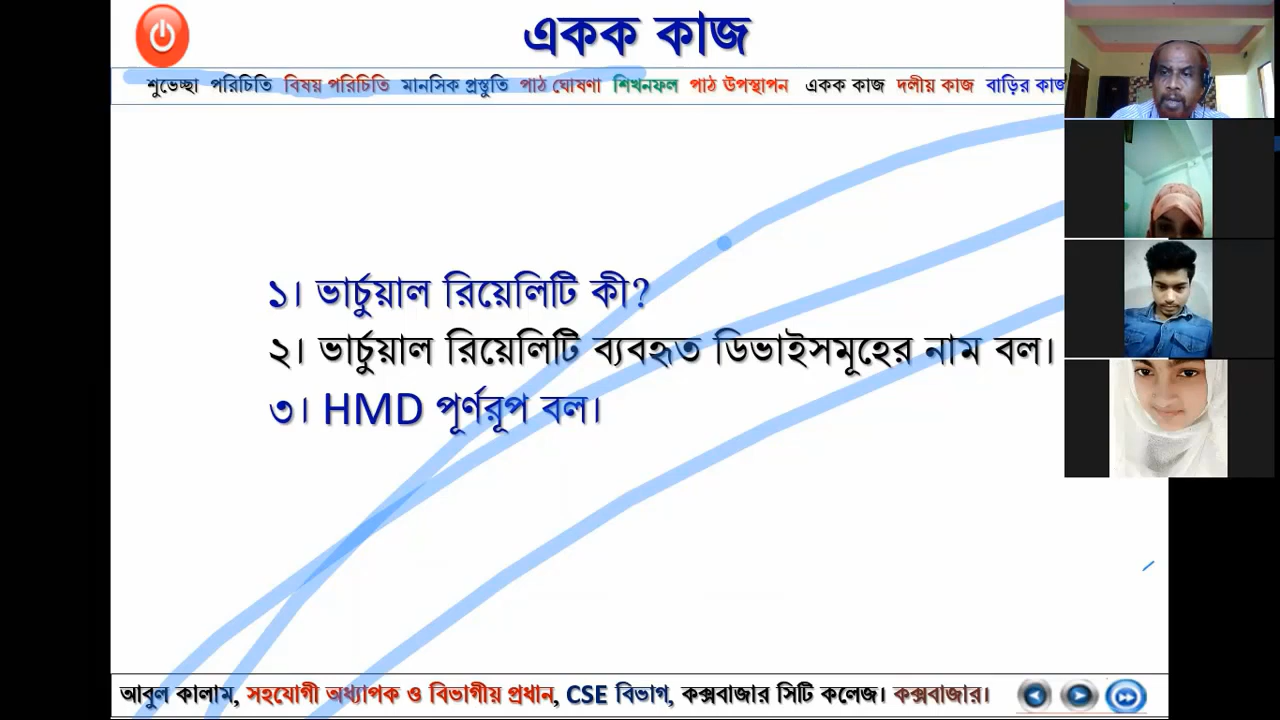 একক কাজ
শুভেচ্ছা পরিচিতি বিষয় পরিচিতি মানসিক প্রস্তুতি পাঠ ঘোষণা শিখনফল পাঠ উপস্থাপন একক কাজ দলীয় কাজ বাড়ির কাজ
১। ভার্চুয়াল রিয়েলিটি কী?
২। ভার্চুয়াল রিয়েলিটি ব্যবহৃত ডিভাইসমূহের নাম বল।
৩। HMD পূর্ণরূপ বল।
আবুল কালাম, সহযোগী অধ্যাপক ও বিভাগীয় প্রধান, CSE বিভাগ, কক্সবাজার সিটি কলেজ। কক্সবাজার।